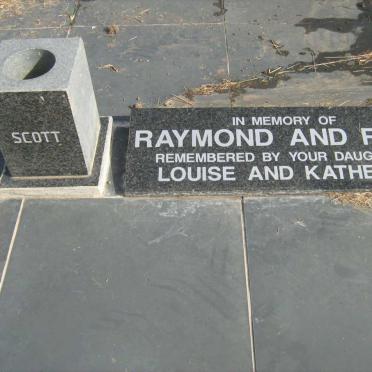 SCOTT
IN MEMORY OF
RAYMOND AND
REMEMBERED BY YOUR DAUG
LOUISE AND KATHE